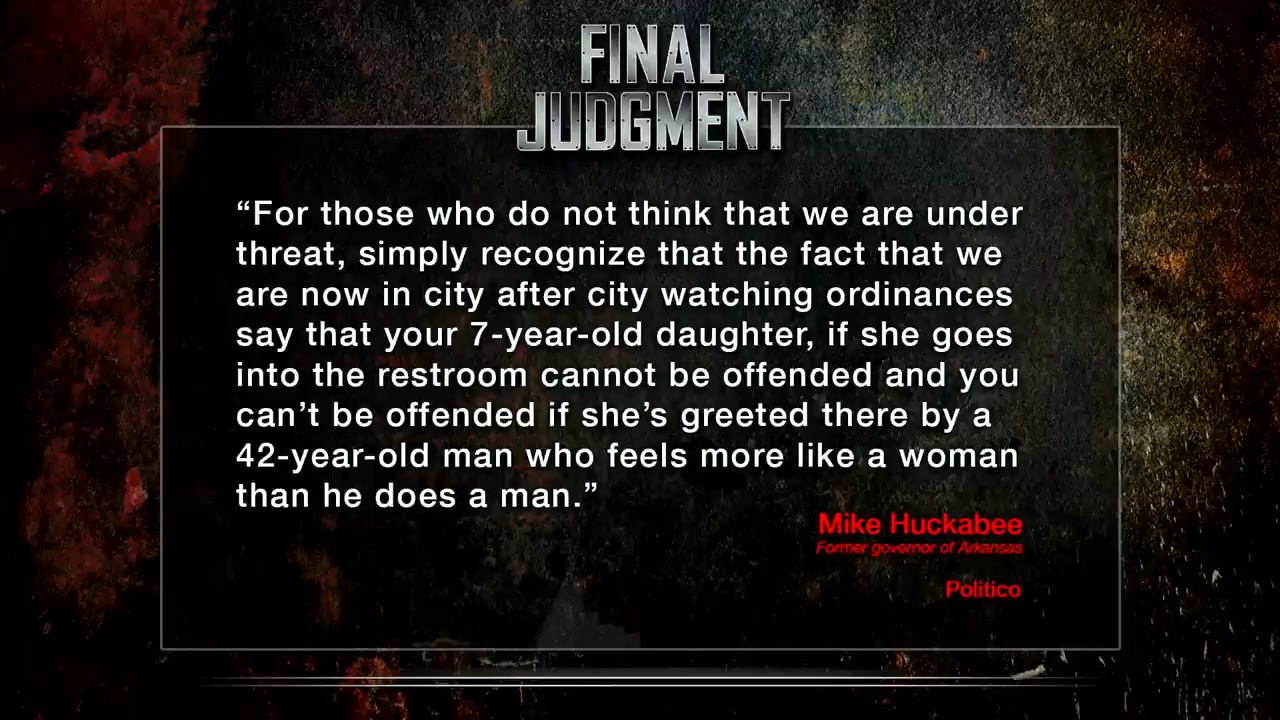 FINAL
JUDGMENT
“For those who do not think that we are under
threat, simply recognize that the fact that we
are now in city after city watching ordinances
say that your 7-year-old daughter, if she goes
into the restroom cannot be offended and you
can’t be offended if she’s greeted there by a
42-year-old man who feels more like a woman
than he does a man.”
Mike Huckabee
Former governor of Arkansas
Politico